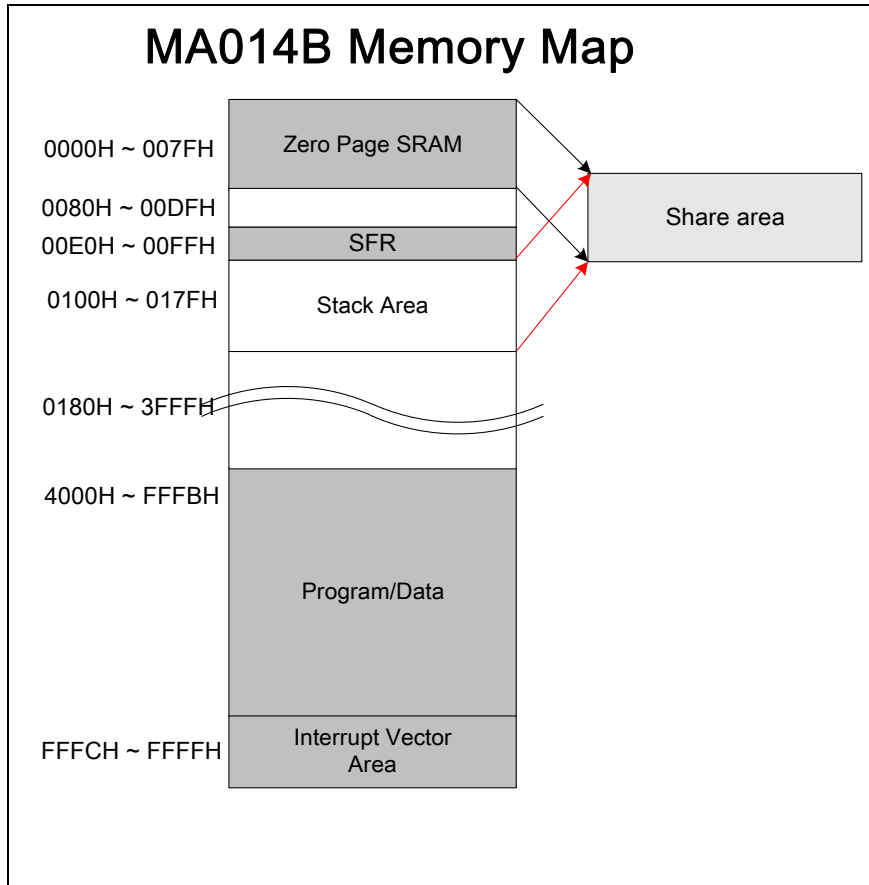 MA014B Memory Map
0000H ~ 007FH
Zero Page SRAM
0080H ~ 00DFH
Share area
00E0H ~ 00FFH
SFR
0100H ~ 017FH
Stack Area
0180H ~ 3FFFH
4000H ~ FFFBH
Program/Data
FFFCH ~ FFFFH
Interrupt Vector
Area